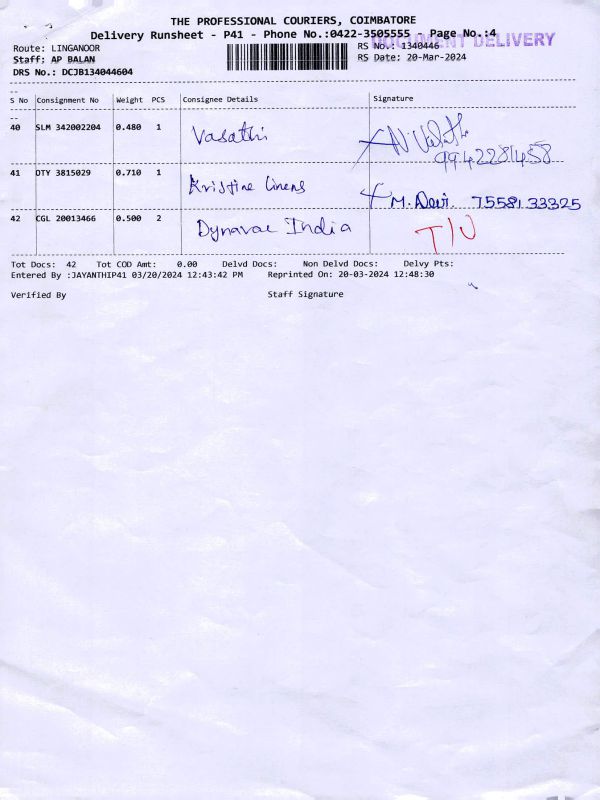 THE PROFESSIONAL COURIERS, COIMBATORE
Delivery Runsheet - P41 - Phone No.:0422-3505555 Page No.:4
DOCUMENT DELIVERY
Route: LINGANOOR RS No.: 1340446
Staff: AP BALAN RS Date: 20-Mar-2024
DRS No.: DCJB134044604
S No Consignment No Weight PCS Consignee Details Signature
40 SLM 342002204 0.480 1 Vasathi
9942281458
41 OTY 3815029 0.710 1 Kristine Linens M. Devi. 7558133325
42 CGL 20013466 0.500 2 Dynavac India
Tot Docs: 42 Tot COD Amt: 0.00 Delvd Docs: Non Delvd Docs: Delvy Pts:
Entered By :JAYANTHIP41 03/20/2024 12:43:42 PM Reprinted On: 20-03-2024 12:48:30
Verified By Staff Signature